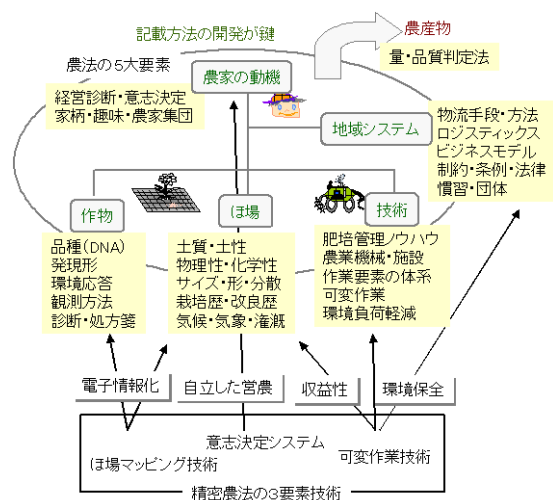 記載方法の開発が鍵
農産物
量・品質判定法
農法の5大要素
農家の動機
経営診断・意志決定
家柄・趣味・農家集団
地域システム
物流手段・方法
ロジスティックス
ビジネスモデル
制約・条例・法律
慣習・団体
作物
ほ場
技術
品種(DNA)
発現形
環境応答
観測方法
診断・処方箋
土質・土性
物理性・化学性
サイズ・形・分散
栽培歴・改良歴
気候・気象・灌漑
肥培管理ノウハウ
農業機械・施設
作業要素の体系
可変作業
環境負荷軽減
電子情報化
自立した営農
収益性
環境保全
意志決定システム
ほ場マッピング技術
可変作業技術
精密農法の3要素技術